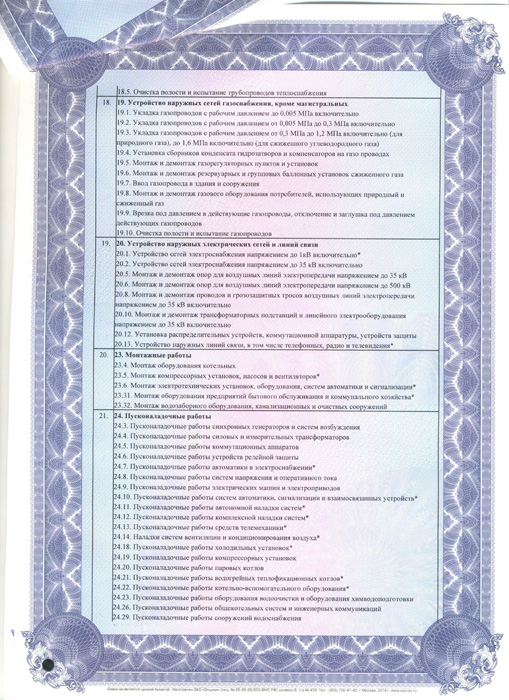 18.5. Очистка полости и испытание трубопроводов теплоснабжения
18. 19. Устройство наружных сетей газоснабжения, кроме магистральных
19.1. Укладка газопроводов с рабочим давлением до 0,005 МПа включительно
19.2. Укладка газопроводов с рабочим давлением от 0,005 МПа до 0,3 МПа включительно
19.3. Укладка газопроводов с рабочим давлением от 0,3 МПа до 1,2 МПа включительно (для
природного газа), до 1,6 МПа включительно (для сжиженного углеводородного газа)
19.4. Установка сборников конденсата гидрозатворов и компенсаторов на газопроводах
19.5. Монтаж и демонтаж газорегуляторных пунктов и установок
19.6. Монтаж и демонтаж резервуарных и групповых баллонных установок сжиженного газа
19.7. Ввод газопровода в здания и сооружения
19.8. Монтаж и демонтаж газового оборудования потребителей, использующих природный и
сжиженный газ
19.9. Врезка под давлением в действующие газопроводы, отключение и заглушка под давлением
действующих газопроводов
19.10. Очистка полости и испытание газопроводов
19. 20. Устройство наружных электрических сетей и линий связи
20.1. Устройство сетей электроснабжения напряжением до 1кВ включительно*
20.2. Устройство сетей электроснабжения напряжением до 35 кВ включительно
20.5. Монтаж и демонтаж опор для воздушных линий электропередачи напряжением до 35 кВ
20.6. Монтаж и демонтаж опор для воздушных линий электропередачи напряжением до 500 кВ
20.8. Монтаж и демонтаж проводов и грозозащитных тросов воздушных линий электропередачи
напряжением до 35 кВ включительно
20.10. Монтаж и демонтаж трансформаторных подстанций и линейного электрооборудования
напряжением до 35 кВ включительно
20.12. Установка распределительных устройств, коммутационной аппаратуры, устройств защиты
20.13. Устройство наружных линий связи, в том числе телефонных, радио и телевидения*
20. 23. Монтажные работы
23.4. Монтаж оборудования котельных
23.5. Монтаж компрессорных установок, насосов и вентиляторов*
23.6. Монтаж электротехнических установок, оборудования, систем автоматики и сигнализации*
23.31. Монтаж оборудования предприятий бытового обслуживания и коммунального хозяйства*
23.32. Монтаж водозаборного оборудования, канализационных и очистных сооружений
21. 24. Пусконаладочные работы
24.3. Пусконаладочные работы синхронных генераторов и систем возбуждения
24.4. Пусконаладочные работы силовых и измерительных трансформаторов
24.5. Пусконаладочные работы коммутационных аппаратов
24.6. Пусконаладочные работы устройств релейной защиты
24.7. Пусконаладочные работы автоматики в электроснабжении*
24.8. Пусконаладочные работы систем напряжения и оперативного тока
24.9. Пусконаладочные работы электрических машин и электроприводов
24.10. Пусконаладочные работы систем автоматики, сигнализации и взаимосвязанных устройств*
24.11. Пусконаладочные работы автономной наладки систем*
24.12. Пусконаладочные работы комплексной наладки систем*
24.13. Пусконаладочные работы средств телемеханики*
24.14. Наладки систем вентиляции и кондиционирования воздуха*
24.18. Пусконаладочные работы холодильных установок*
24.19. Пусконаладочные работы компрессорных установок
24.20. Пусконаладочные работы паровых котлов
24.21. Пусконаладочные работы водогрейных теплофикационных котлов*
24.22. Пусконаладочные работы котельно-вспомогательного оборудования*
24.23. Пусконаладочные работы оборудования водоочистки и оборудования химводоподготовки
24.26. Пусконаладочные работы общекотельных систем и инженерных коммуникаций
24.29. Пусконаладочные работы сооружений водоснабжения